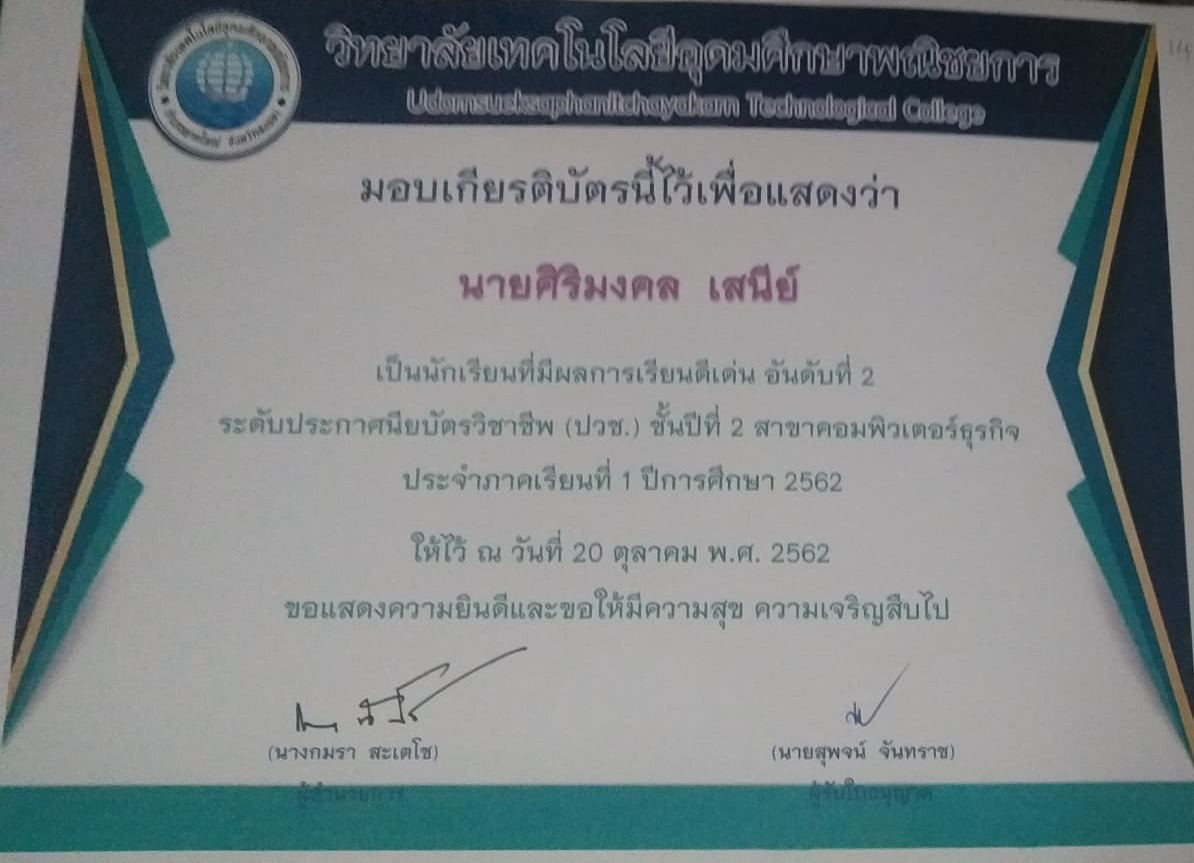 วิทยาลัยเทคโนโลยีอุดมศึกษาพณิชยการ
Udomsueksaphanitchayakarn Technological College
มอบเกียรติบัตรนี้ไว้เพื่อแสดงว่า
นายศิริมงคล เสนีย์
เป็นนักเรียนที่มีผลการเรียนดีเด่น อันดับที่ 2
ระดับประกาศนียบัตรวิชาชีพ (ปวช.) ชั้นปีที่ 2 สาขาคอมพิวเตอร์ธุรกิจ
ประจำภาคเรียนที่ 1 ปีการศึกษา 2562
ให้ไว้ ณ วันที่ 20 ตุลาคม พ.ศ. 2562
ขอแสดงความยินดีและขอให้มีความสุข ความเจริญสืบไป
(นางกมรา สะเตโช) (นายสุพจน์ จันทราช)
ผู้อำนวยการ ผู้รับใบอนุญาต